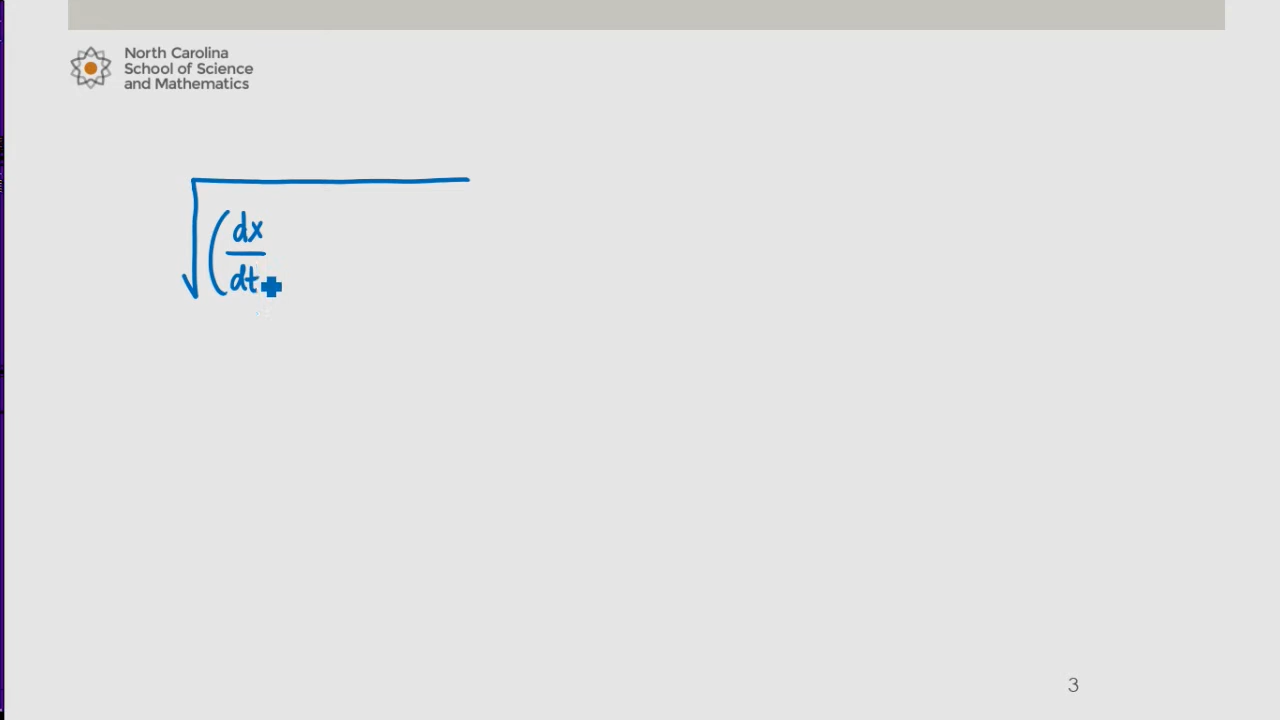 North Carolina
School of Science
and Mathematics
√(dx/dt
3